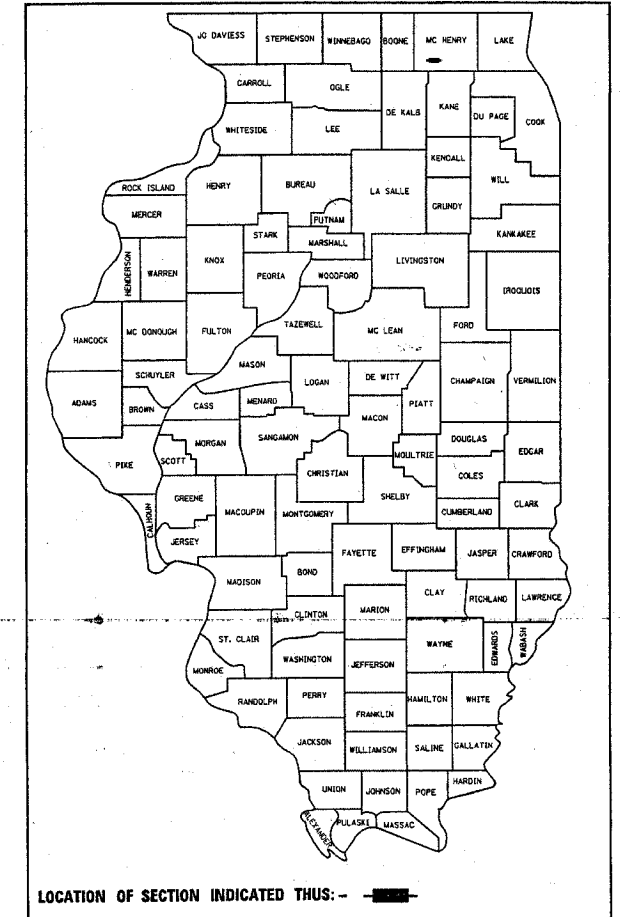 JO DAVIESS STEPHENSON WINNEBAGO BOONE MC HENRY LAKE
CARROLL OGLE
DE KALB KANE DU PAGE COOK
WHITESIDE LEE
KENDALL
WILL
ROCK ISLAND HENRY BUREAU LA SALLE
GRUNDY
MERCER PUTNAM
STARK MARSHALL KANKAKEE
HENDERSON WARREN KNOX PEORIA WOODFORD LIVINGSTON
IROQUOIS
HANCOCK MC DONOUGH FULTON TAZEWELL MC LEAN FORD
MASON
SCHUYLER LOGAN DE WITT CHAMPAIGN VERMILION
ADAMS BROWN CASS MENARD MACON PIATT
MORGAN SANGAMON DOUGLAS
PIKE SCOTT CHRISTIAN MOULTRIE EDGAR
COLES
GREENE SHELBY
CALHOUN MACOUPIN MONTGOMERY CUMBERLAND CLARK
JERSEY
FAYETTE EFFINGHAM JASPER CRAWFORD
MADISON BOND
CLAY RICHLAND LAWRENCE
CLINTON MARION
ST. CLAIR WAYNE EDWARDS WABASH
WASHINGTON JEFFERSON
MONROE
RANDOLPH PERRY HAMILTON WHITE
FRANKLIN
JACKSON WILLIAMSON SALINE GALLATIN
HARDIN
UNION JOHNSON POPE
ALEXANDER PULASKI MASSAC
LOCATION OF SECTION INDICATED THUS: -